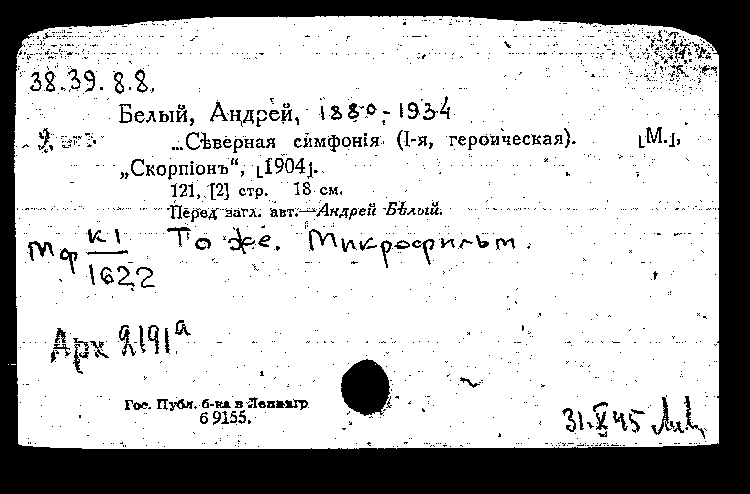 38.39.8.8.
Белый, Андрей, 1880-1934
...Сѣверная симфонія (I-я, героическая). [М.],
„Скорпіонъ“, [1904].
121, [2] стр. 18 см.
Перед загл. авт.—Андрей Бѣлый.
Мф К1/1622 То же. Микрофильм.
Арх 9191а
Гос. Публ. б-ка в Ленингр
6 9155.
31.X 45